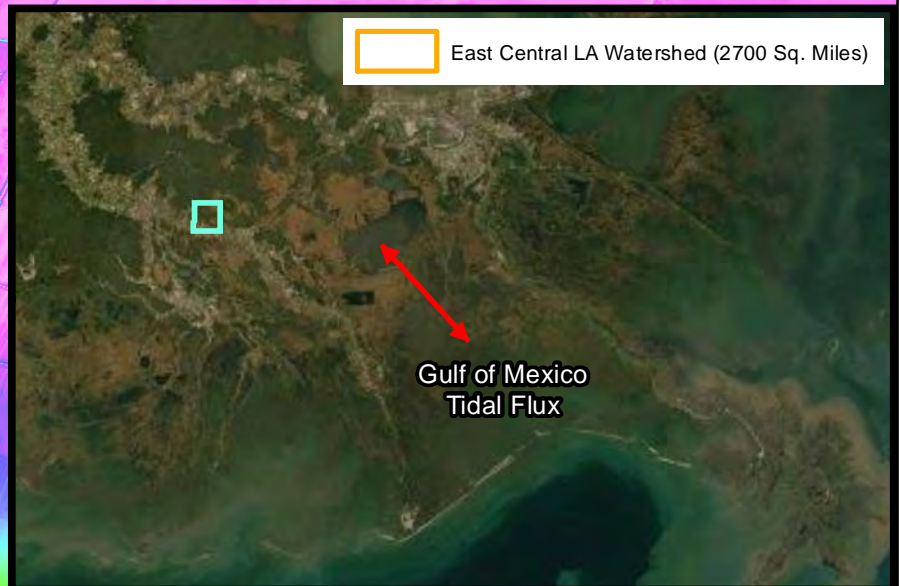 East Central LA Watershed (2700 Sq. Miles)
Gulf of Mexico
Tidal Flux